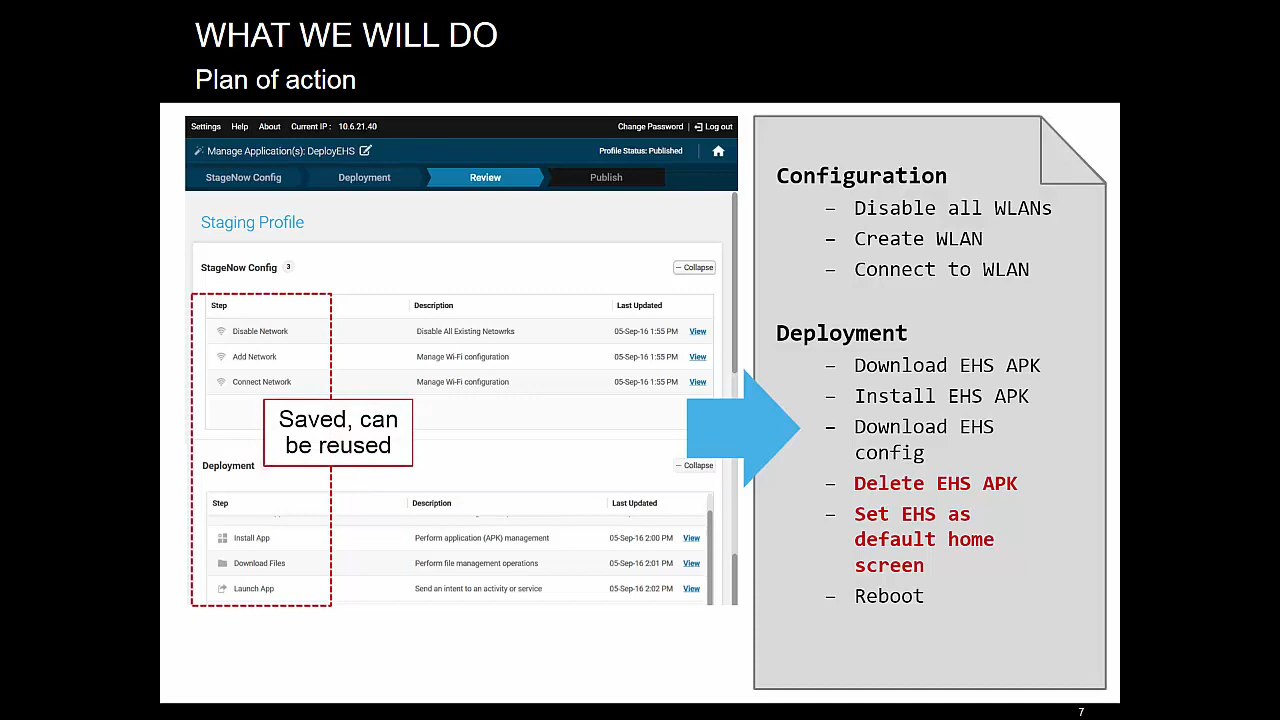 WHAT WE WILL DO
Plan of action
Settings Help About Current IP : 10.6.21.40 Change Password | Log out
Manage Application(s): DeployEHS Profile Status: Published
StageNow Config Deployment Review Publish
Staging Profile
StageNow Config 3 – Collapse
Step Description Last Updated
Disable Network Disable All Existing Netowrks 05-Sep-16 1:55 PM View
Add Network Manage Wi-Fi configuration 05-Sep-16 1:55 PM View
Connect Network Manage Wi-Fi configuration 05-Sep-16 1:55 PM View
Saved, can
be reused
Deployment – Collapse
Step Description Last Updated
Install App Perform application (APK) management 05-Sep-16 2:00 PM View
Download Files Perform file management operations 05-Sep-16 2:01 PM View
Launch App Send an intent to an activity or service 05-Sep-16 2:02 PM View
Configuration
– Disable all WLANs
– Create WLAN
– Connect to WLAN
Deployment
– Download EHS APK
– Install EHS APK
– Download EHS
config
– Delete EHS APK
– Set EHS as
default home
screen
– Reboot
7